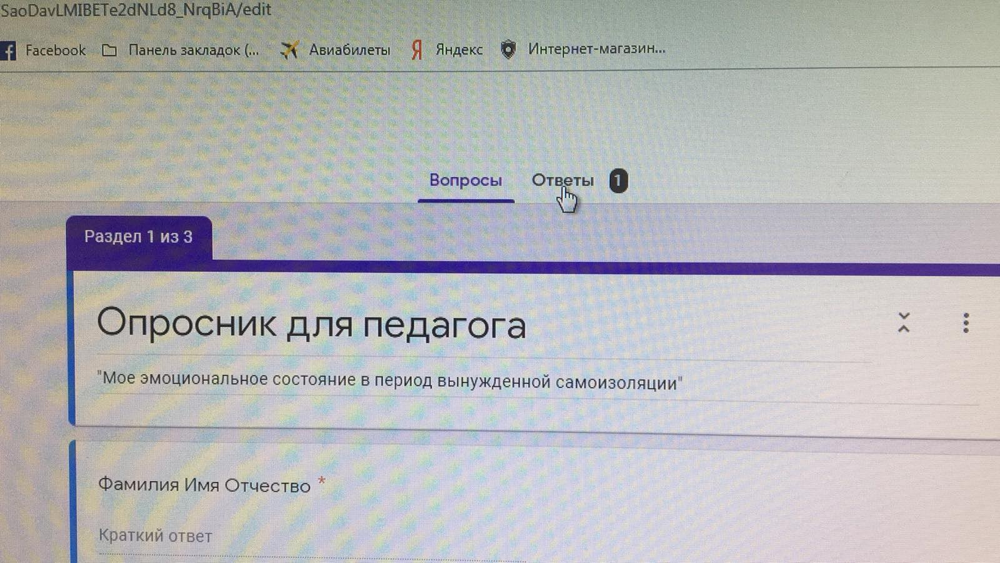 SaoDavLMIBETe2dNLd8_NrqBiA/edit
f Facebook Панель закладок (... Авиабилеты Я Яндекс Интернет-магазин...
Вопросы Ответы 1
Раздел 1 из 3
Опросник для педагога
"Мое эмоциональное состояние в период вынужденной самоизоляции"
Фамилия Имя Отчество *
Краткий ответ